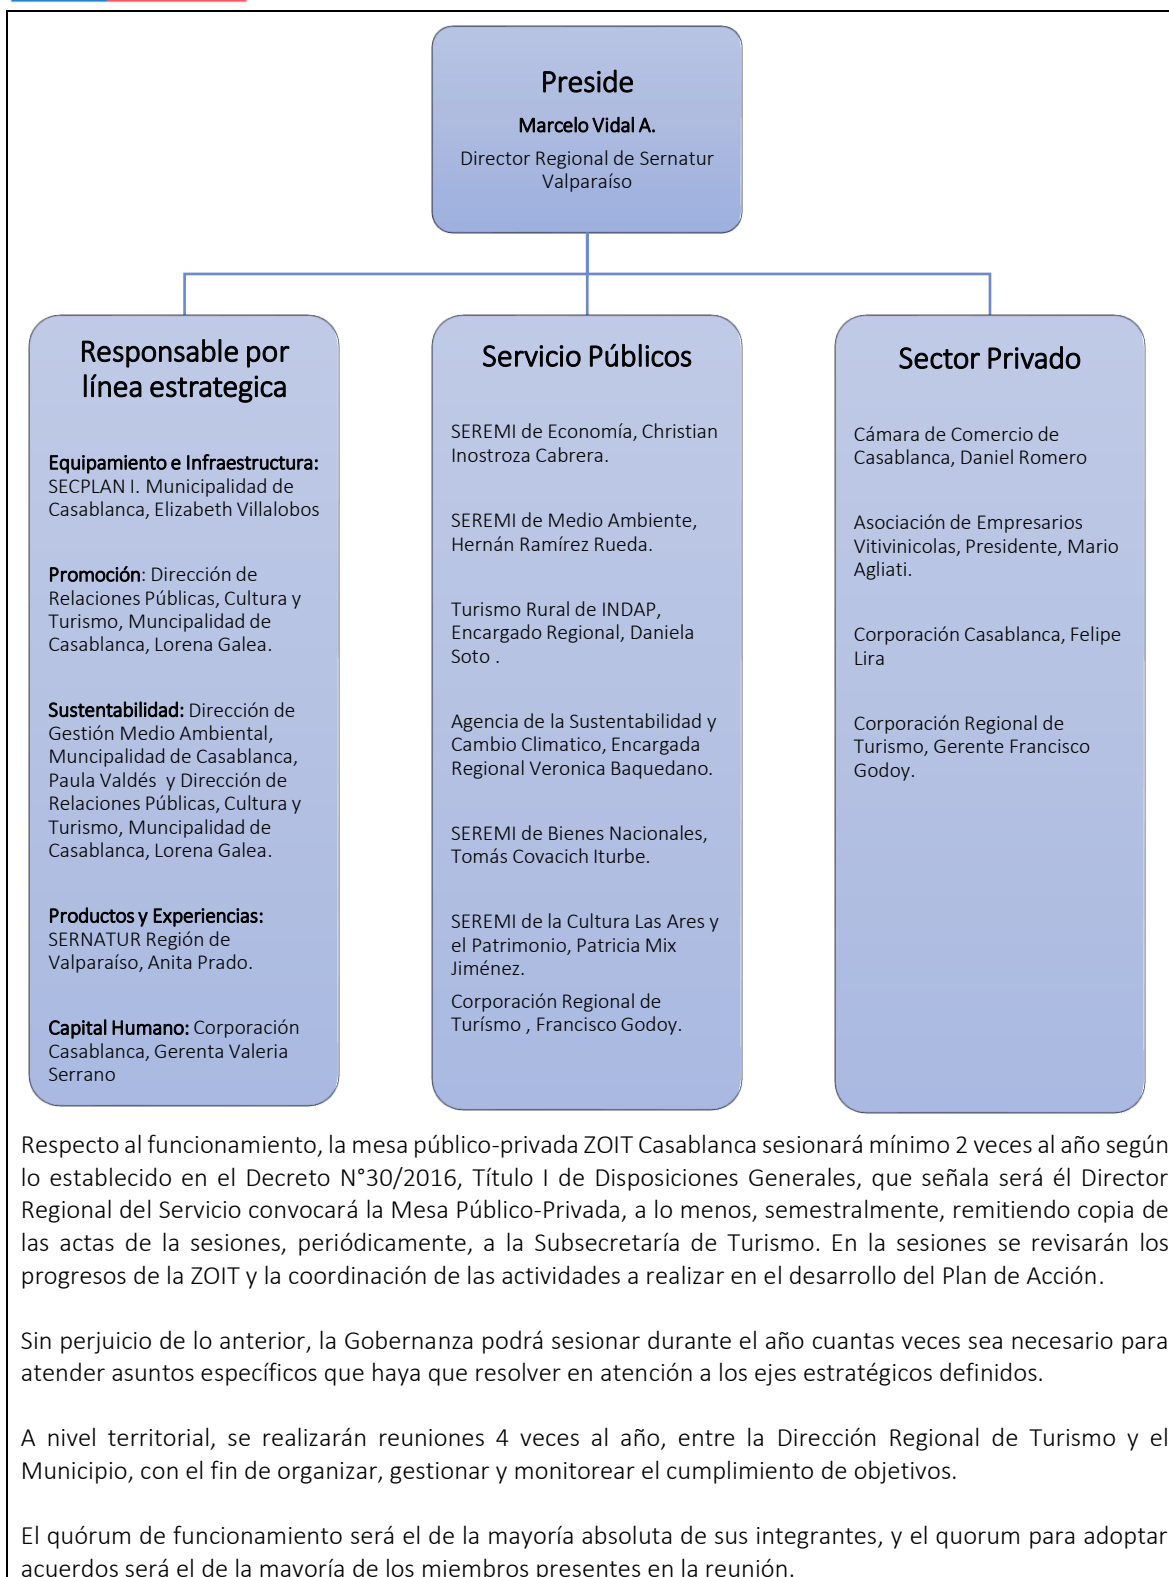 Preside
Marcelo Vidal A.
Director Regional de Sernatur
Valparaíso
Responsable por
línea estrategica
Equipamiento e Infraestructura:
SECPLAN I. Municipalidad de
Casablanca, Elizabeth Villalobos
Promoción: Dirección de
Relaciones Públicas, Cultura y
Turismo, Muncipalidad de
Casablanca, Lorena Galea.
Sustentabilidad: Dirección de
Gestión Medio Ambiental,
Muncipalidad de Casablanca,
Paula Valdés y Dirección de
Relaciones Públicas, Cultura y
Turismo, Muncipalidad de
Casablanca, Lorena Galea.
Productos y Experiencias:
SERNATUR Región de
Valparaíso, Anita Prado.
Capital Humano: Corporación
Casablanca, Gerenta Valeria
Serrano
Servicio Públicos
SEREMI de Economía, Christian
Inostroza Cabrera.
SEREMI de Medio Ambiente,
Hernán Ramírez Rueda.
Turismo Rural de INDAP,
Encargado Regional, Daniela
Soto .
Agencia de la Sustentabilidad y
Cambio Climatico, Encargada
Regional Veronica Baquedano.
SEREMI de Bienes Nacionales,
Tomás Covacich Iturbe.
SEREMI de la Cultura Las Ares y
el Patrimonio, Patricia Mix
Jiménez.
Corporación Regional de
Turísmo , Francisco Godoy.
Sector Privado
Cámara de Comercio de
Casablanca, Daniel Romero
Asociación de Empresarios
Vitivinicolas, Presidente, Mario
Agliati.
Corporación Casablanca, Felipe
Lira
Corporación Regional de
Turismo, Gerente Francisco
Godoy.
Respecto al funcionamiento, la mesa público-privada ZOIT Casablanca sesionará mínimo 2 veces al año según
lo establecido en el Decreto N°30/2016, Título I de Disposiciones Generales, que señala será él Director
Regional del Servicio convocará la Mesa Público-Privada, a lo menos, semestralmente, remitiendo copia de
las actas de la sesiones, periódicamente, a la Subsecretaría de Turismo. En la sesiones se revisarán los
progresos de la ZOIT y la coordinación de las actividades a realizar en el desarrollo del Plan de Acción.
Sin perjuicio de lo anterior, la Gobernanza podrá sesionar durante el año cuantas veces sea necesario para
atender asuntos específicos que haya que resolver en atención a los ejes estratégicos definidos.
A nivel territorial, se realizarán reuniones 4 veces al año, entre la Dirección Regional de Turismo y el
Municipio, con el fin de organizar, gestionar y monitorear el cumplimiento de objetivos.
El quórum de funcionamiento será el de la mayoría absoluta de sus integrantes, y el quorum para adoptar
acuerdos será el de la mayoría de los miembros presentes en la reunión.